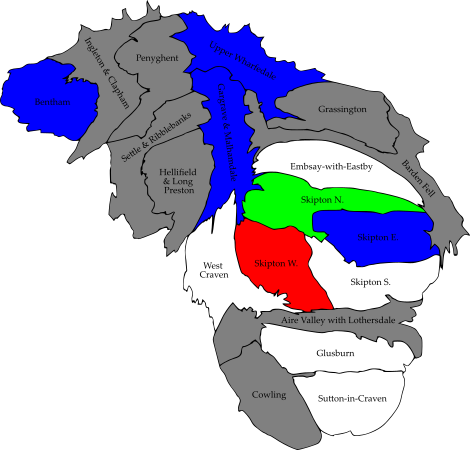 Ingleton & Clapham
Penyghent
Upper Wharfedale
Bentham
Gargrave & Malhamdale
Grassington
Settle & Ribblebanks
Embsay-with-Eastby
Barden Fell
Hellifield
& Long
Preston
Skipton N.
Skipton E.
West
Craven
Skipton W.
Skipton S.
Aire Valley with Lothersdale
Glusburn
Cowling
Sutton-in-Craven